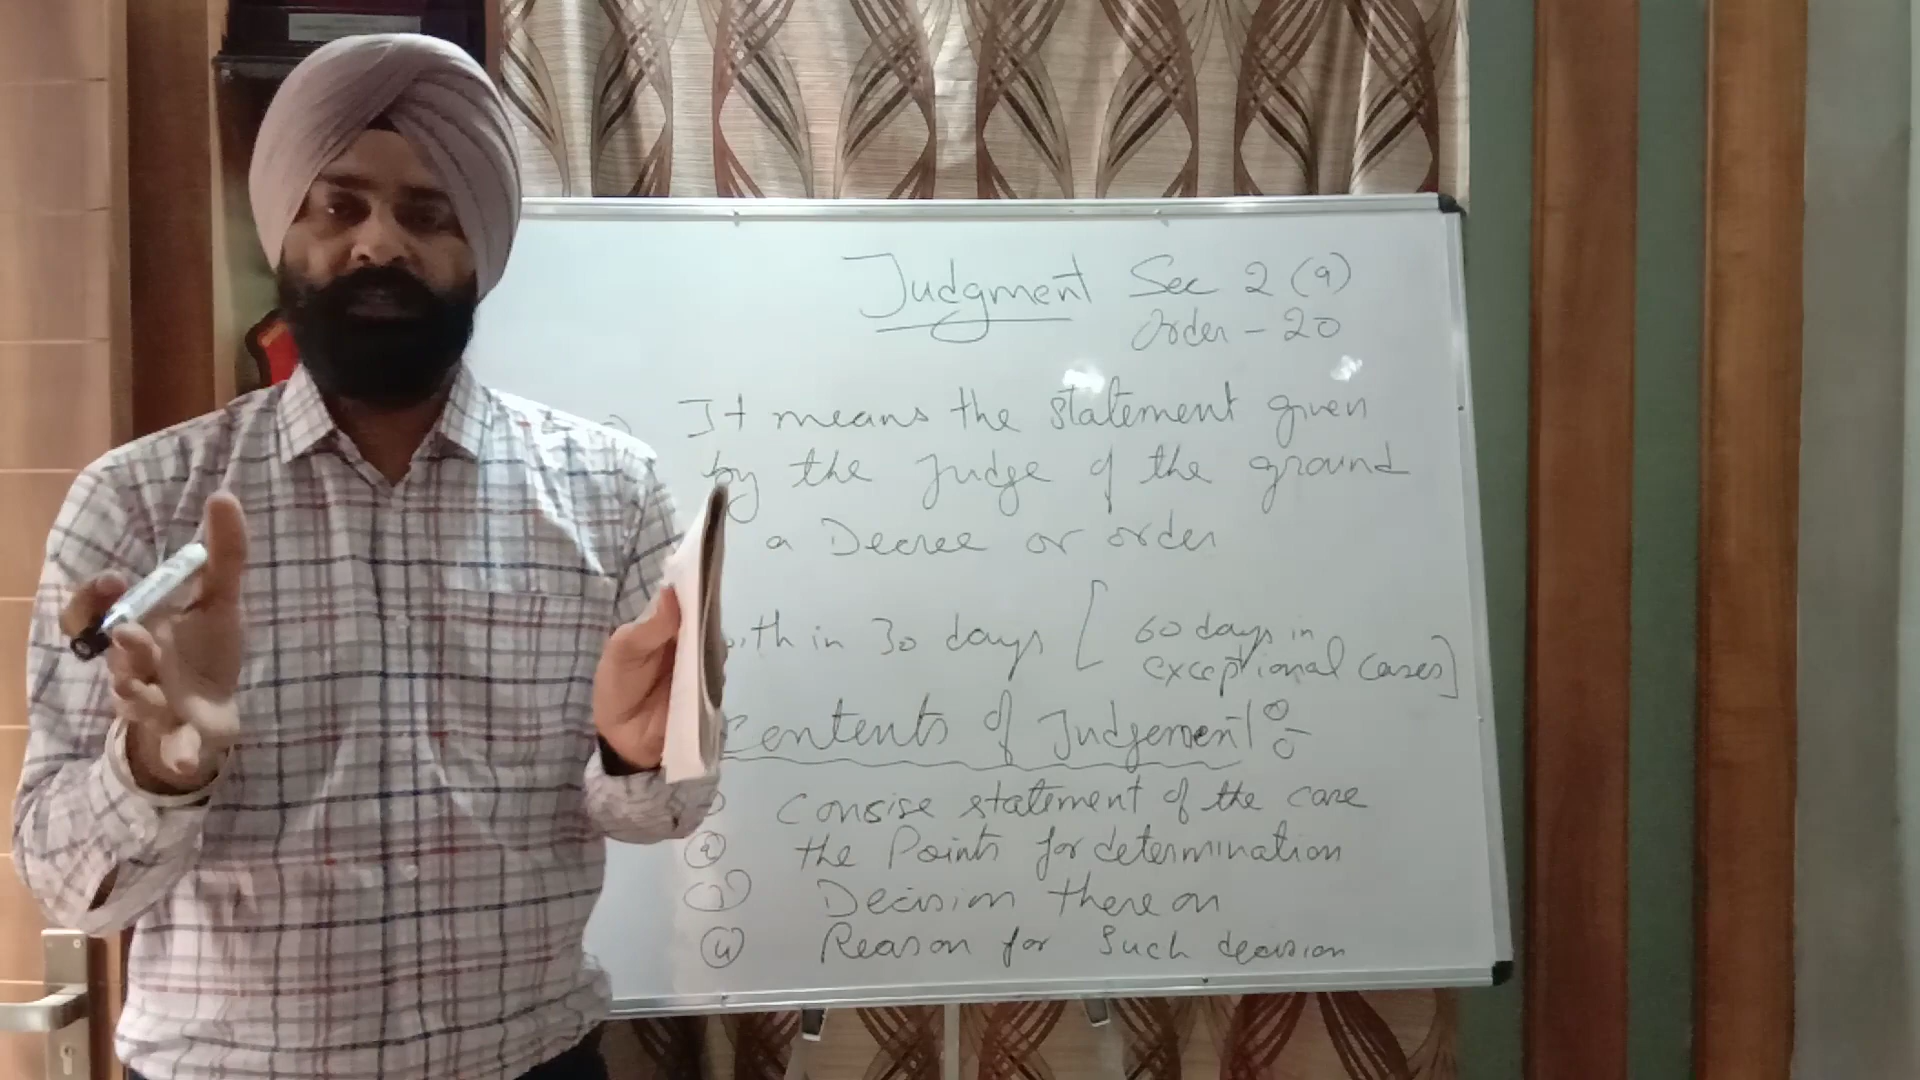 Judgment Sec 2 (9)
Order - 20
It means the statement given
by the Judge of the ground
a Decree or order
with in 30 days [ 60 days in
exceptional cases]
Contents of Judgement :-
Consise statement of the case
(2) the Points for determination
(3) Decision there on
(4) Reason for Such decision